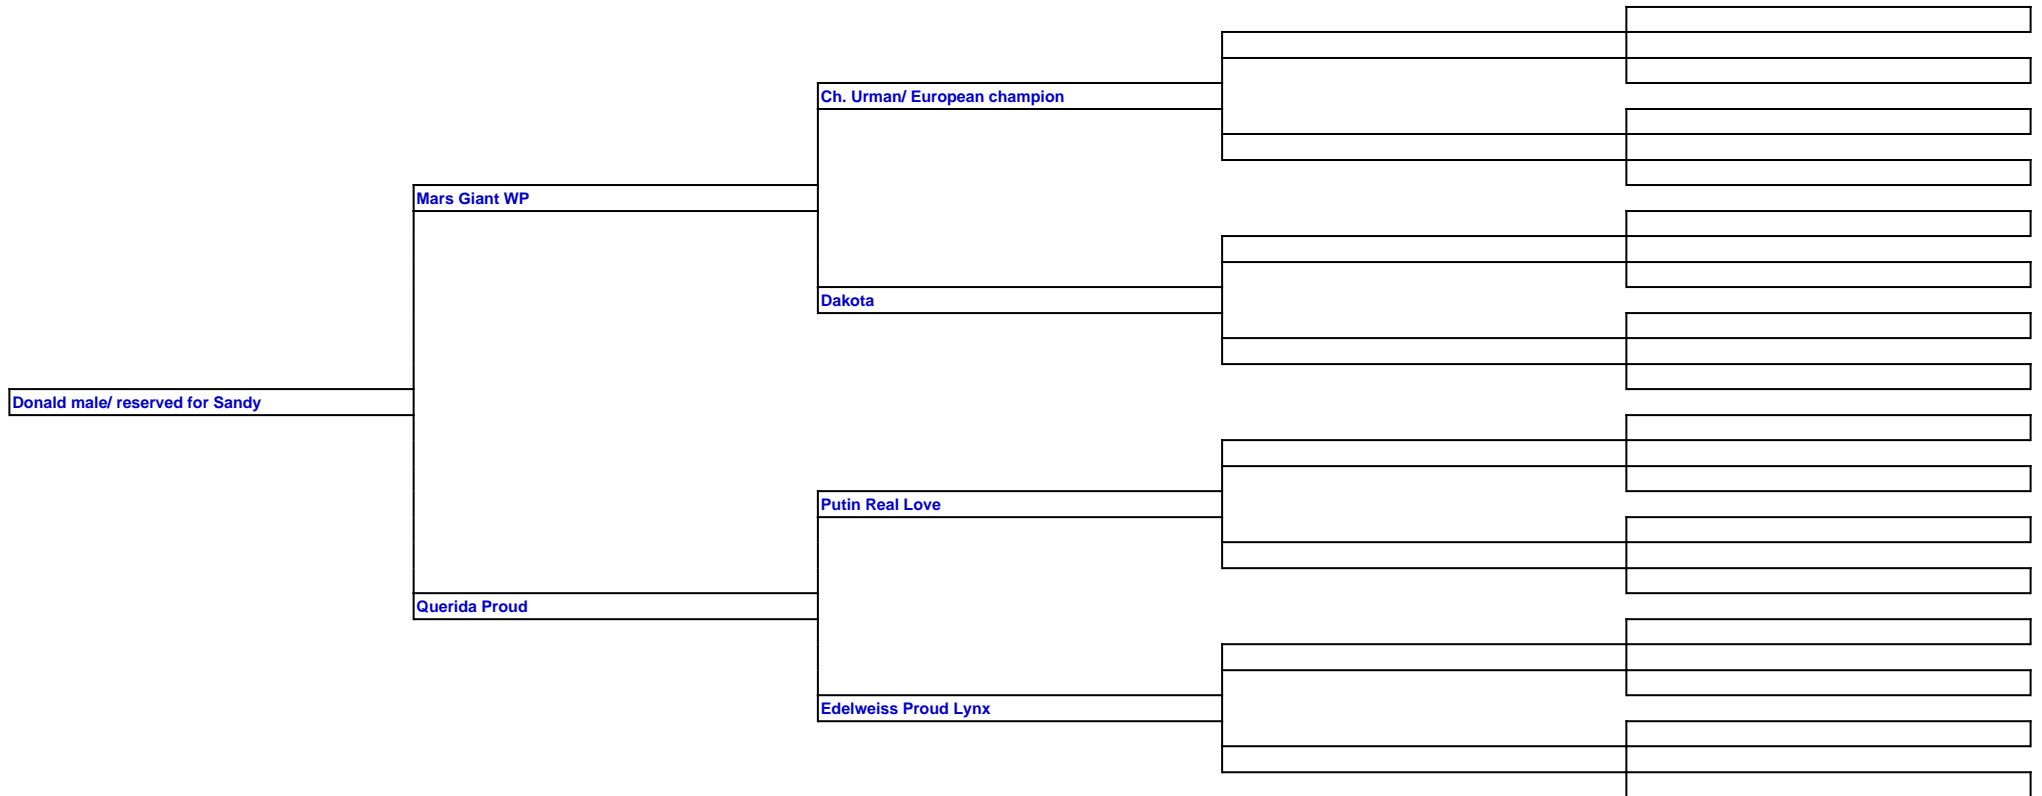 Ch. Urman/ European champion
Mars Giant WP
Dakota
Donald male/ reserved for Sandy
Putin Real Love
Querida Proud
Edelweiss Proud Lynx